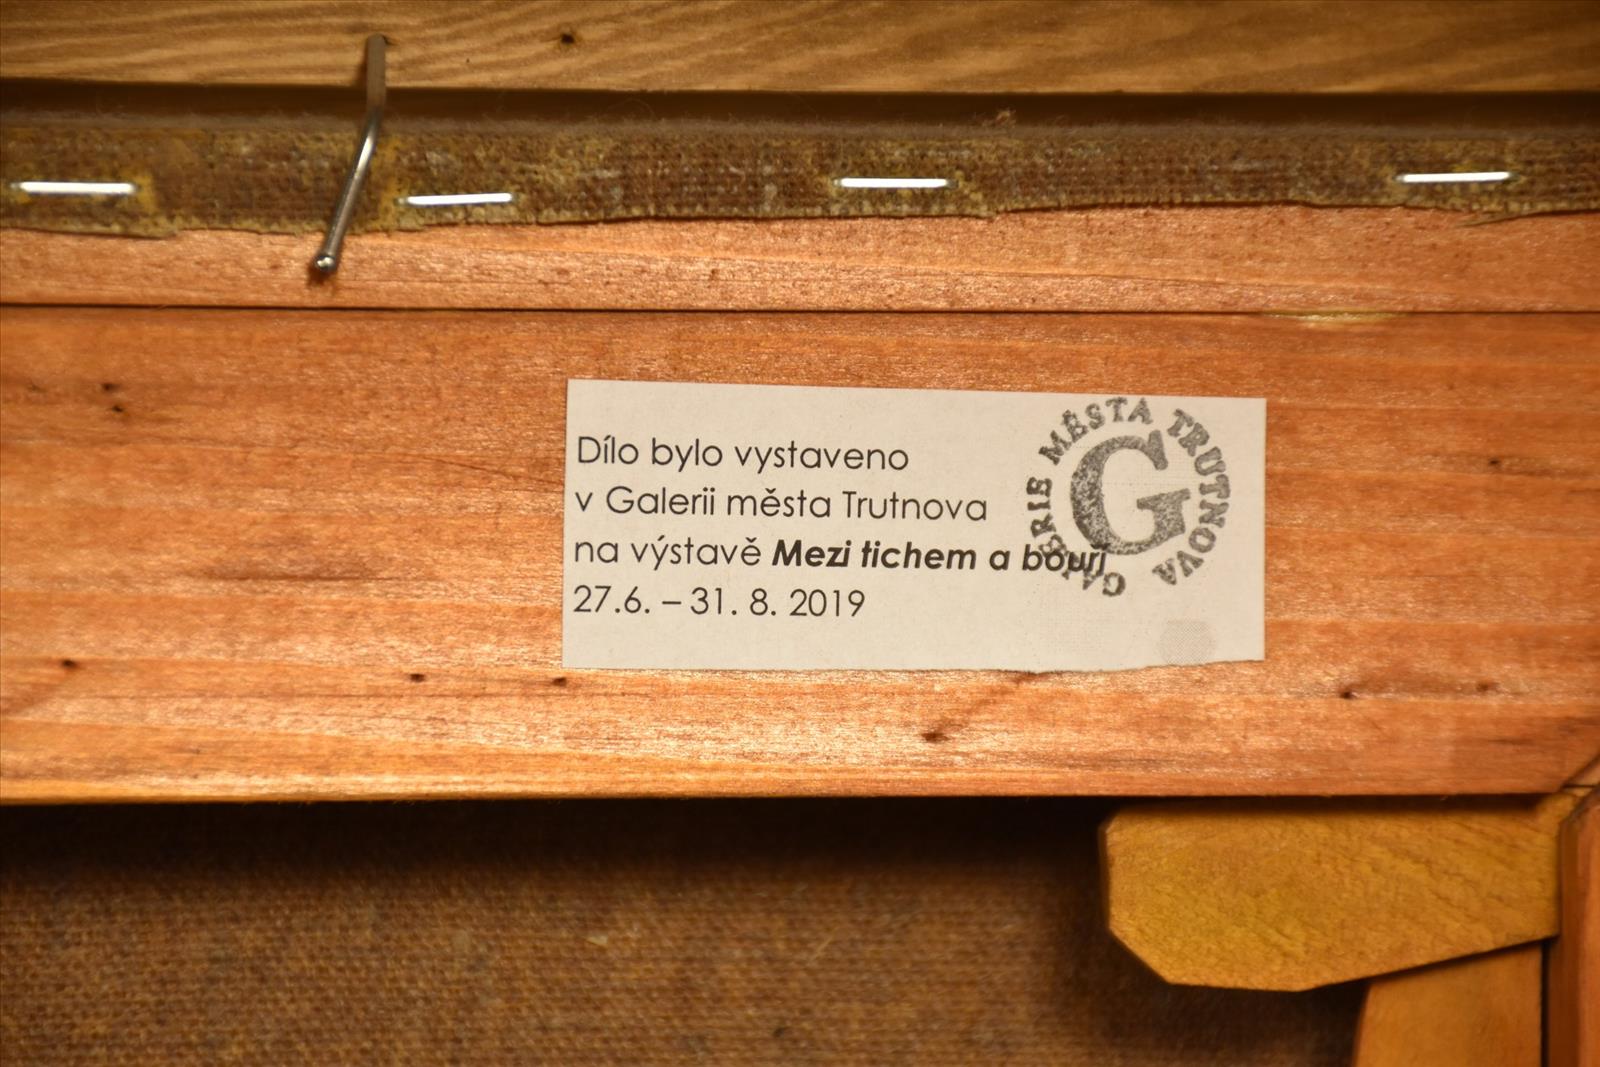 Dílo bylo vystaveno
v Galerii města Trutnova
na výstavě Mezi tichem a bouří
27.6. – 31. 8. 2019
GALERIE MĚSTA TRUTNOVA
G